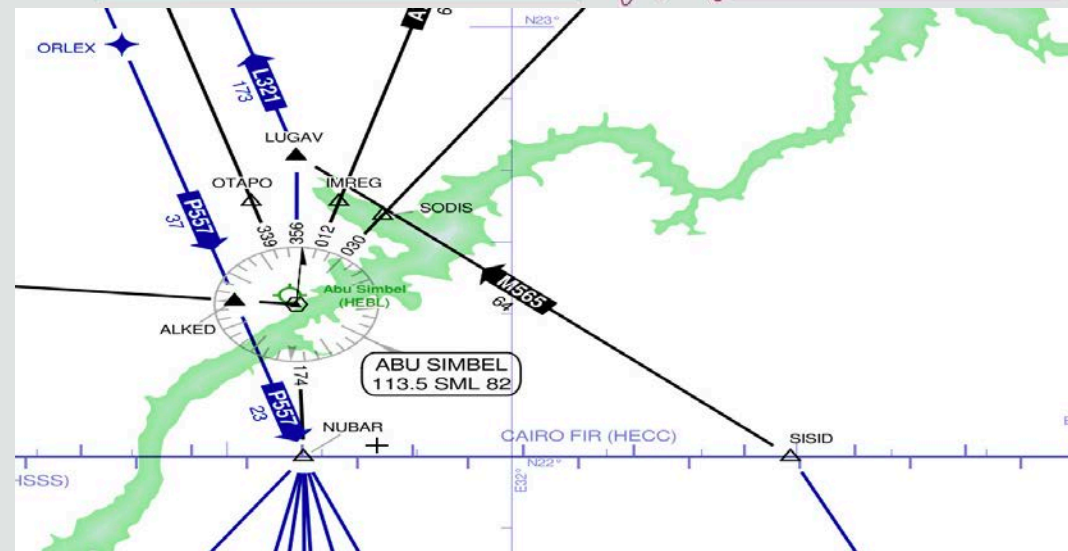 N23°
ORLEX
A
6
L321
173
LUGAV
OTAPO
IMREG
SODIS
P557
37
339
356
012
030
Abu Simbel
(HEBL)
M565
64
ALKED
ABU SIMBEL
113.5 SML 82
174
P557
23
NUBAR
CAIRO FIR (HECC)
SISID
N22°
HSSS)
E32°
E